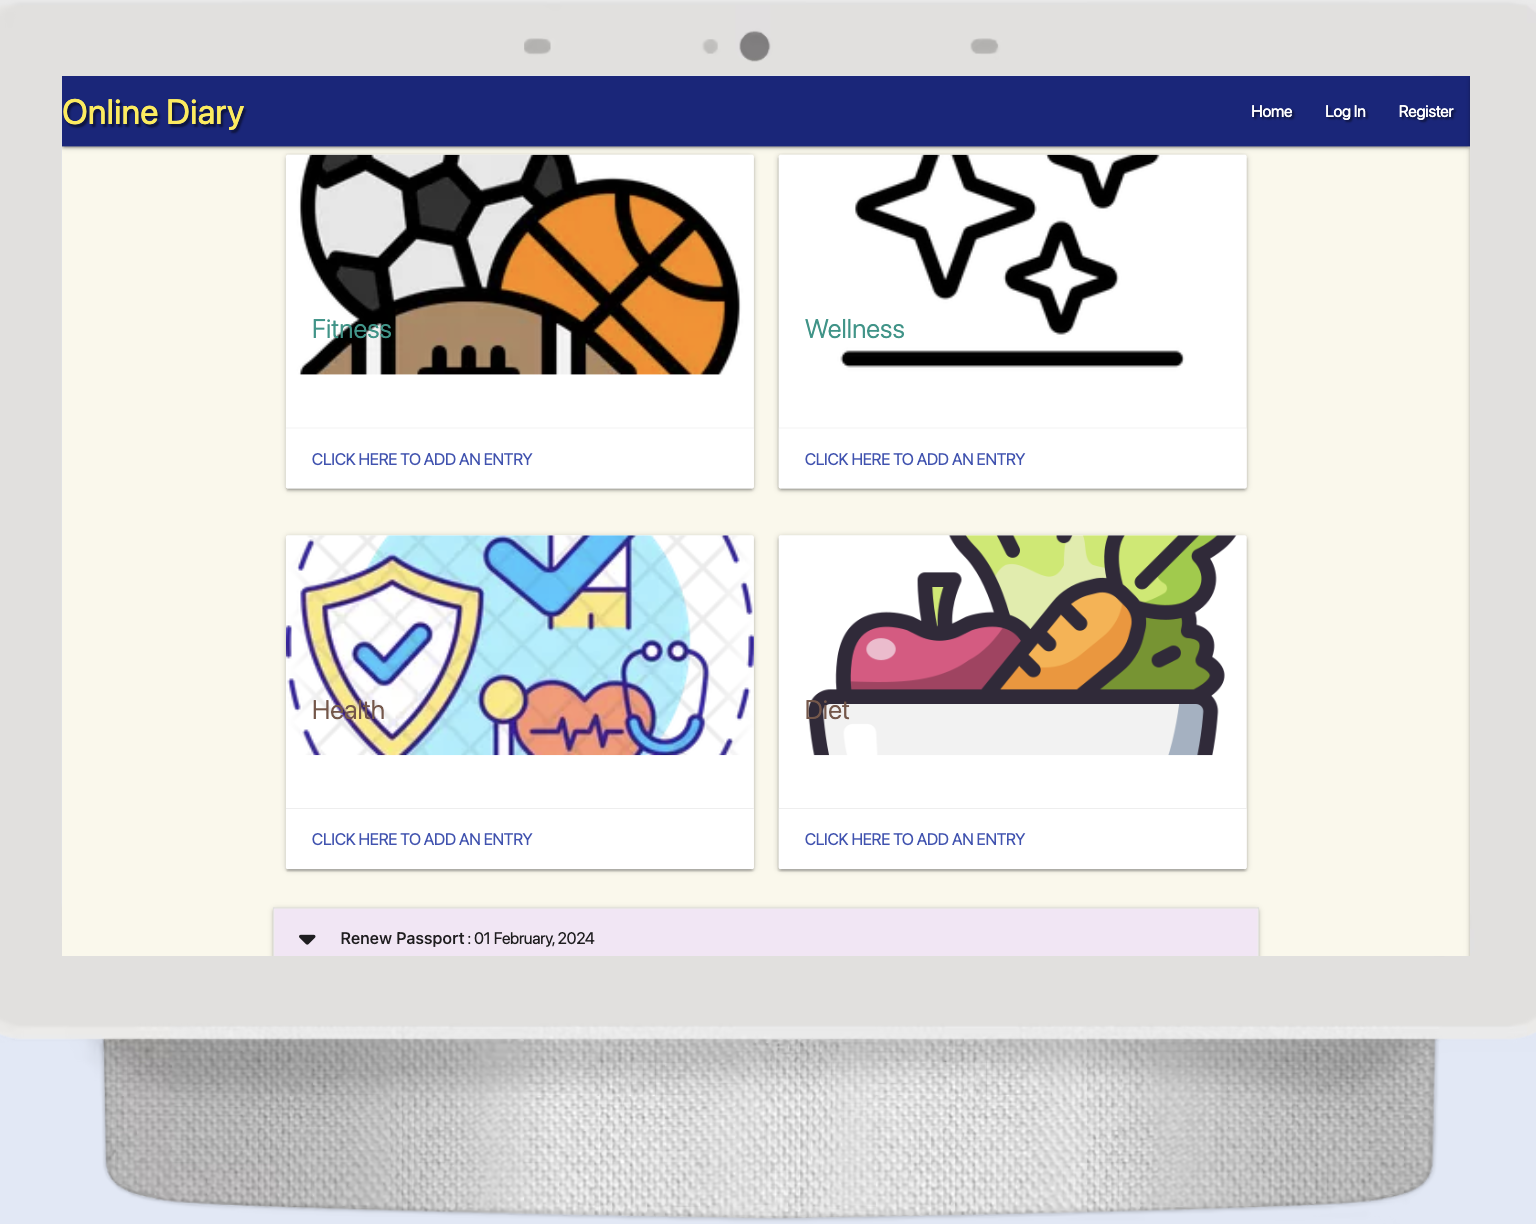 Online Diary
Home Log In Register
Fitness
Wellness
CLICK HERE TO ADD AN ENTRY
CLICK HERE TO ADD AN ENTRY
Health
Diet
CLICK HERE TO ADD AN ENTRY
CLICK HERE TO ADD AN ENTRY
Renew Passport : 01 February, 2024